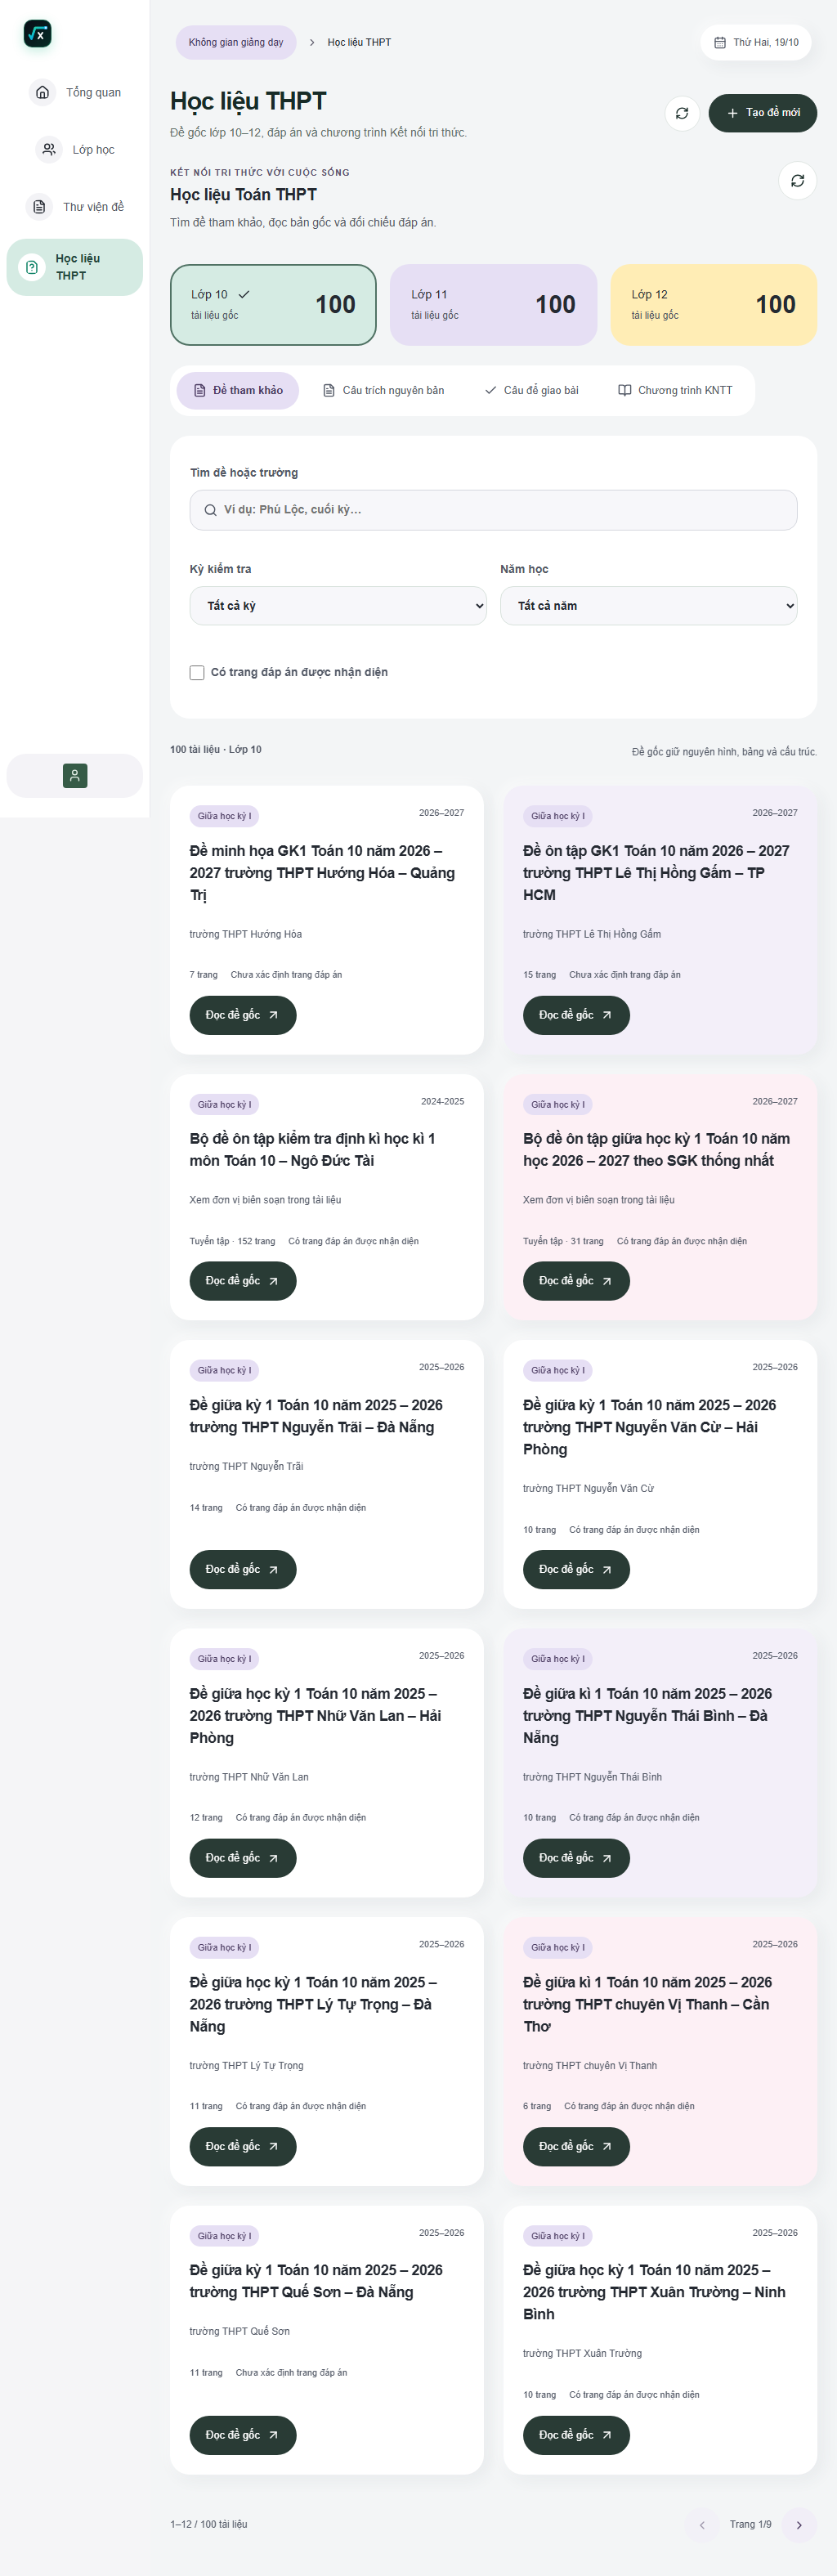 √x
Không gian giảng dạy
Học liệu THPT
Thứ Hai, 19/10
Tổng quan
Lớp học
Thư viện đề
Học liệu
THPT
Học liệu THPT
Đề gốc lớp 10–12, đáp án và chương trình Kết nối tri thức.
Tạo đề mới
KẾT NỐI TRI THỨC VỚI CUỘC SỐNG
Học liệu Toán THPT
Tìm đề tham khảo, đọc bản gốc và đối chiếu đáp án.
Lớp 10
tài liệu gốc
100
Lớp 11
tài liệu gốc
100
Lớp 12
tài liệu gốc
100
Đề tham khảo
Câu trích nguyên bản
Câu để giao bài
Chương trình KNTT
Tìm đề hoặc trường
Ví dụ: Phú Lộc, cuối kỳ...
Kỳ kiểm tra
Năm học
Tất cả kỳ
Tất cả năm
Có trang đáp án được nhận diện
100 tài liệu · Lớp 10
Đề gốc giữ nguyên hình, bảng và cấu trúc.
Giữa học kỳ I
2026–2027
Đề minh họa GK1 Toán 10 năm 2026 –
2027 trường THPT Hướng Hóa – Quảng
Trị
trường THPT Hướng Hóa
7 trang
Chưa xác định trang đáp án
Đọc đề gốc
Giữa học kỳ I
2026–2027
Đề ôn tập GK1 Toán 10 năm 2026 – 2027
trường THPT Lê Thị Hồng Gấm – TP
HCM
trường THPT Lê Thị Hồng Gấm
15 trang
Chưa xác định trang đáp án
Đọc đề gốc
Giữa học kỳ I
2024-2025
Bộ đề ôn tập kiểm tra định kì học kì 1
môn Toán 10 – Ngô Đức Tài
Xem đơn vị biên soạn trong tài liệu
Tuyển tập · 152 trang
Có trang đáp án được nhận diện
Đọc đề gốc
Giữa học kỳ I
2026–2027
Bộ đề ôn tập giữa học kỳ 1 Toán 10 năm
học 2026 – 2027 theo SGK thống nhất
Xem đơn vị biên soạn trong tài liệu
Tuyển tập · 31 trang
Có trang đáp án được nhận diện
Đọc đề gốc
Giữa học kỳ I
2025–2026
Đề giữa kỳ 1 Toán 10 năm 2025 – 2026
trường THPT Nguyễn Trãi – Đà Nẵng
trường THPT Nguyễn Trãi
14 trang
Có trang đáp án được nhận diện
Đọc đề gốc
Giữa học kỳ I
2025–2026
Đề giữa kỳ 1 Toán 10 năm 2025 – 2026
trường THPT Nguyễn Văn Cừ – Hải
Phòng
trường THPT Nguyễn Văn Cừ
10 trang
Có trang đáp án được nhận diện
Đọc đề gốc
Giữa học kỳ I
2025–2026
Đề giữa học kỳ 1 Toán 10 năm 2025 –
2026 trường THPT Nhữ Văn Lan – Hải
Phòng
trường THPT Nhữ Văn Lan
12 trang
Có trang đáp án được nhận diện
Đọc đề gốc
Giữa học kỳ I
2025–2026
Đề giữa kì 1 Toán 10 năm 2025 – 2026
trường THPT Nguyễn Thái Bình – Đà
Nẵng
trường THPT Nguyễn Thái Bình
10 trang
Có trang đáp án được nhận diện
Đọc đề gốc
Giữa học kỳ I
2025–2026
Đề giữa học kỳ 1 Toán 10 năm 2025 –
2026 trường THPT Lý Tự Trọng – Đà
Nẵng
trường THPT Lý Tự Trọng
11 trang
Có trang đáp án được nhận diện
Đọc đề gốc
Giữa học kỳ I
2025–2026
Đề giữa kì 1 Toán 10 năm 2025 – 2026
trường THPT chuyên Vị Thanh – Cần
Thơ
trường THPT chuyên Vị Thanh
6 trang
Có trang đáp án được nhận diện
Đọc đề gốc
Giữa học kỳ I
2025–2026
Đề giữa kỳ 1 Toán 10 năm 2025 – 2026
trường THPT Quế Sơn – Đà Nẵng
trường THPT Quế Sơn
11 trang
Chưa xác định trang đáp án
Đọc đề gốc
Giữa học kỳ I
2025–2026
Đề giữa học kỳ 1 Toán 10 năm 2025 –
2026 trường THPT Xuân Trường – Ninh
Bình
trường THPT Xuân Trường
10 trang
Có trang đáp án được nhận diện
Đọc đề gốc
1–12 / 100 tài liệu
Trang 1/9